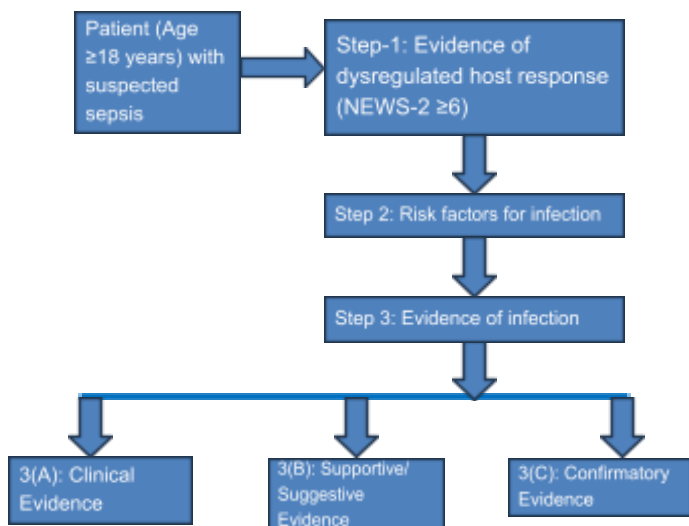 Patient (Age
≥18 years) with
suspected
sepsis
Step-1: Evidence of
dysregulated host response
(NEWS-2 ≥6)
Step 2: Risk factors for infection
Step 3: Evidence of infection
3(A): Clinical
Evidence
3(B): Supportive/
Suggestive
Evidence
3(C): Confirmatory
Evidence